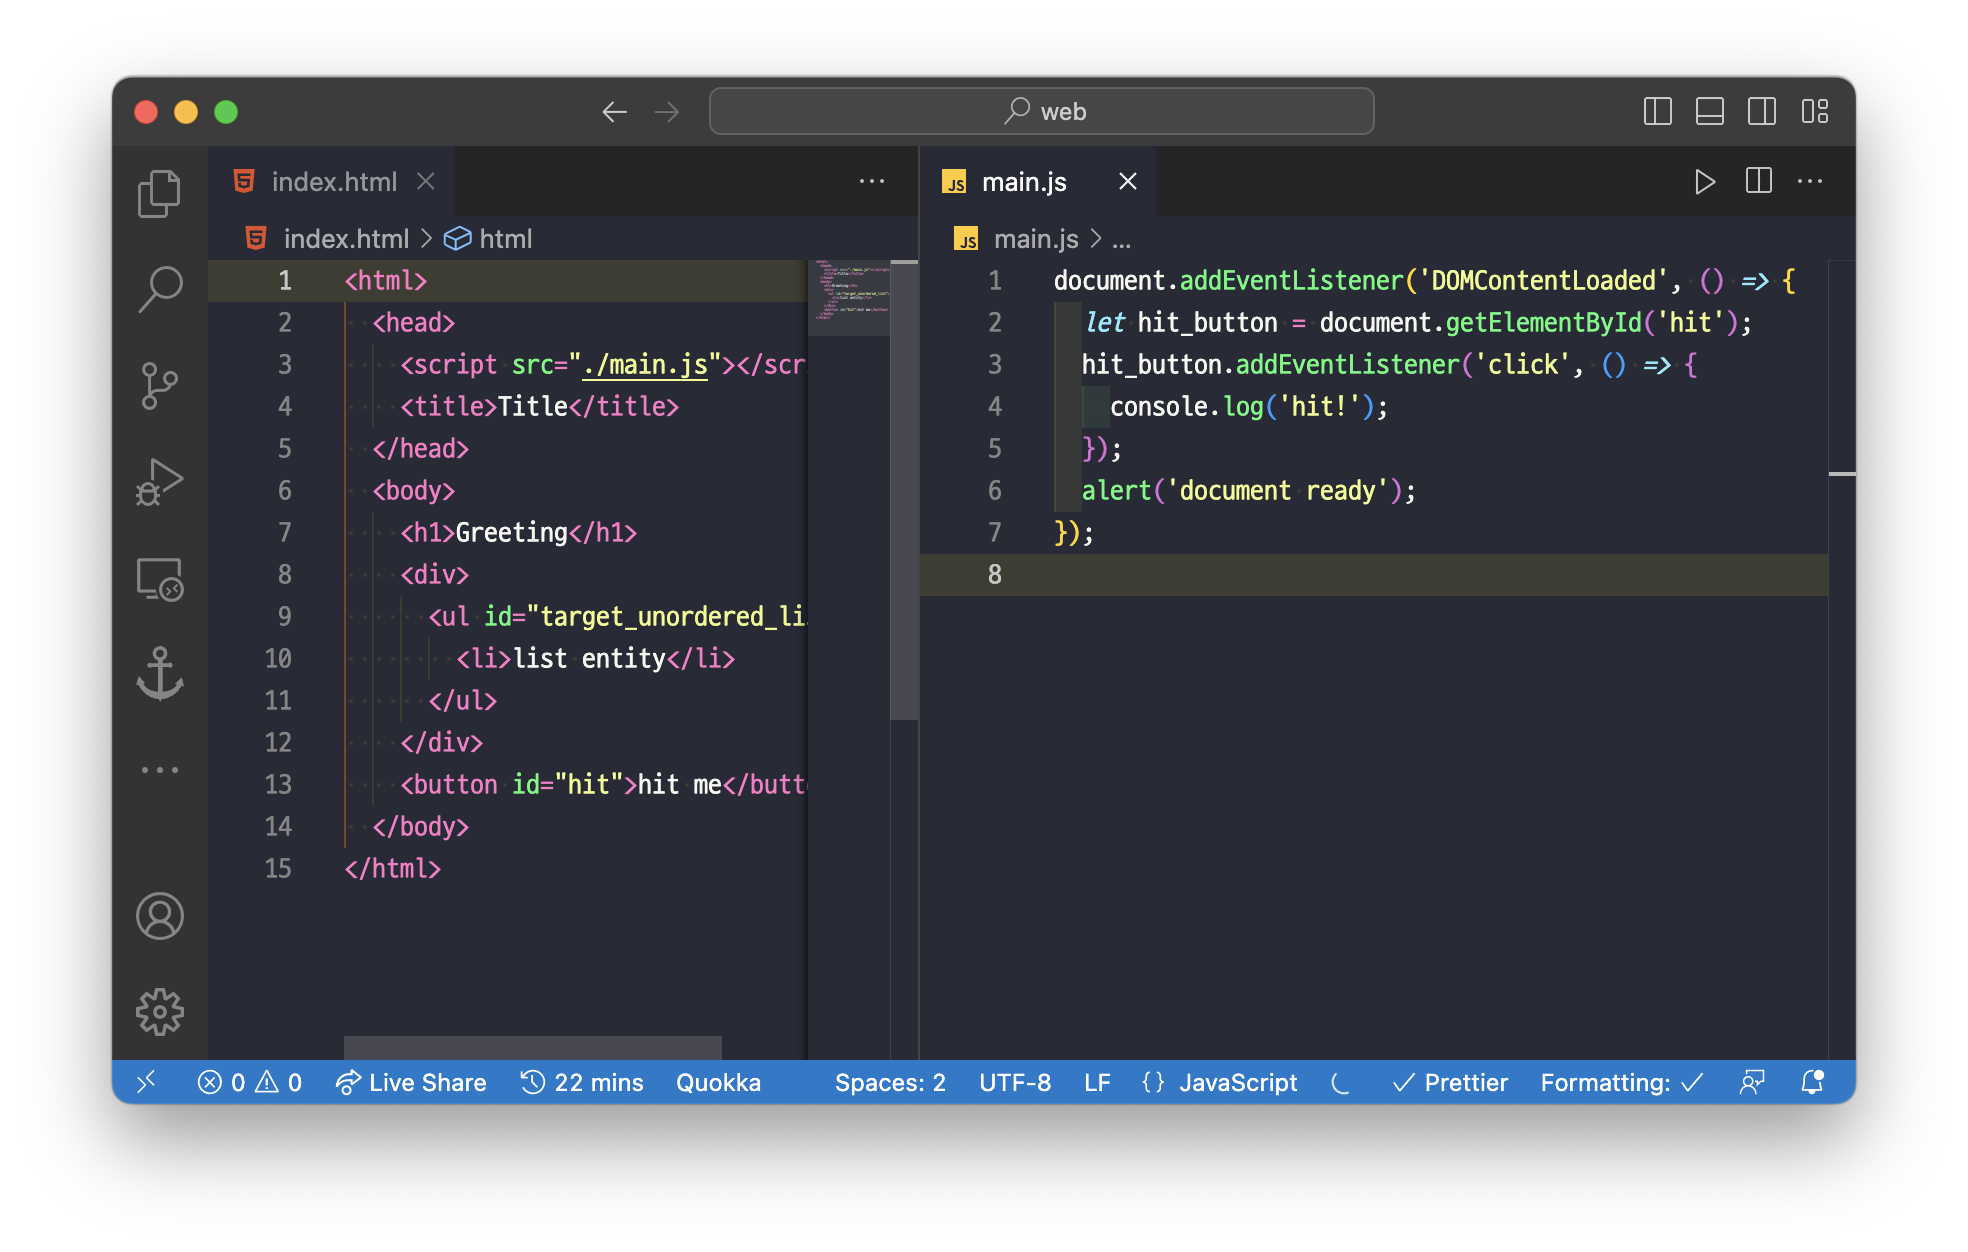 web
index.html
index.html > html
1 <html>
2 <head>
3 <script src="./main.js"></scr
4 <title>Title</title>
5 </head>
6 <body>
7 <h1>Greeting</h1>
8 <div>
9 <ul id="target_unordered_li
10 <li>list entity</li>
11 </ul>
12 </div>
13 <button id="hit">hit me</butt
14 </body>
15 </html>
JS main.js
JS main.js > ...
1 document.addEventListener('DOMContentLoaded', () => {
2 let hit_button = document.getElementById('hit');
3 hit_button.addEventListener('click', () => {
4 console.log('hit!');
5 });
6 alert('document ready');
7 });
8
0 0 Live Share 22 mins Quokka Spaces: 2 UTF-8 LF {} JavaScript Prettier Formatting: